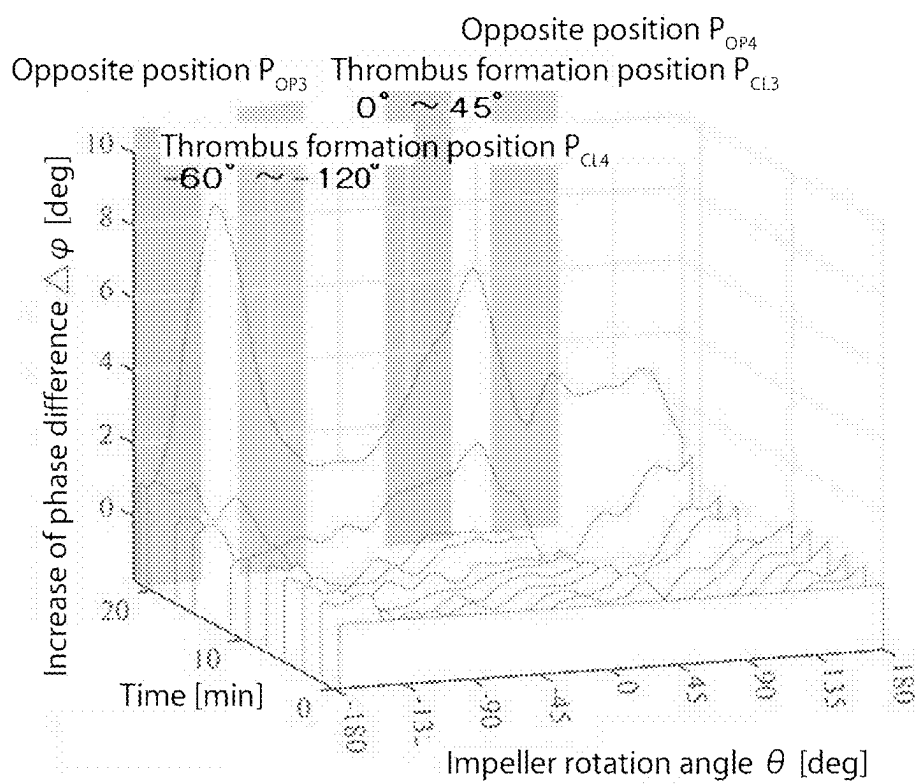 Opposite position P_OP4
Opposite position P_OP3
Thrombus formation position P_CL3
0° ~ 45°
Thrombus formation position P_CL4
-60° ~ -120°
Increase of phase difference △φ [deg]
10
8
6
4
2
0
20
10
0
Time [min]
-180
-13..
-90
-45
0
45
90
135
180
Impeller rotation angle θ [deg]